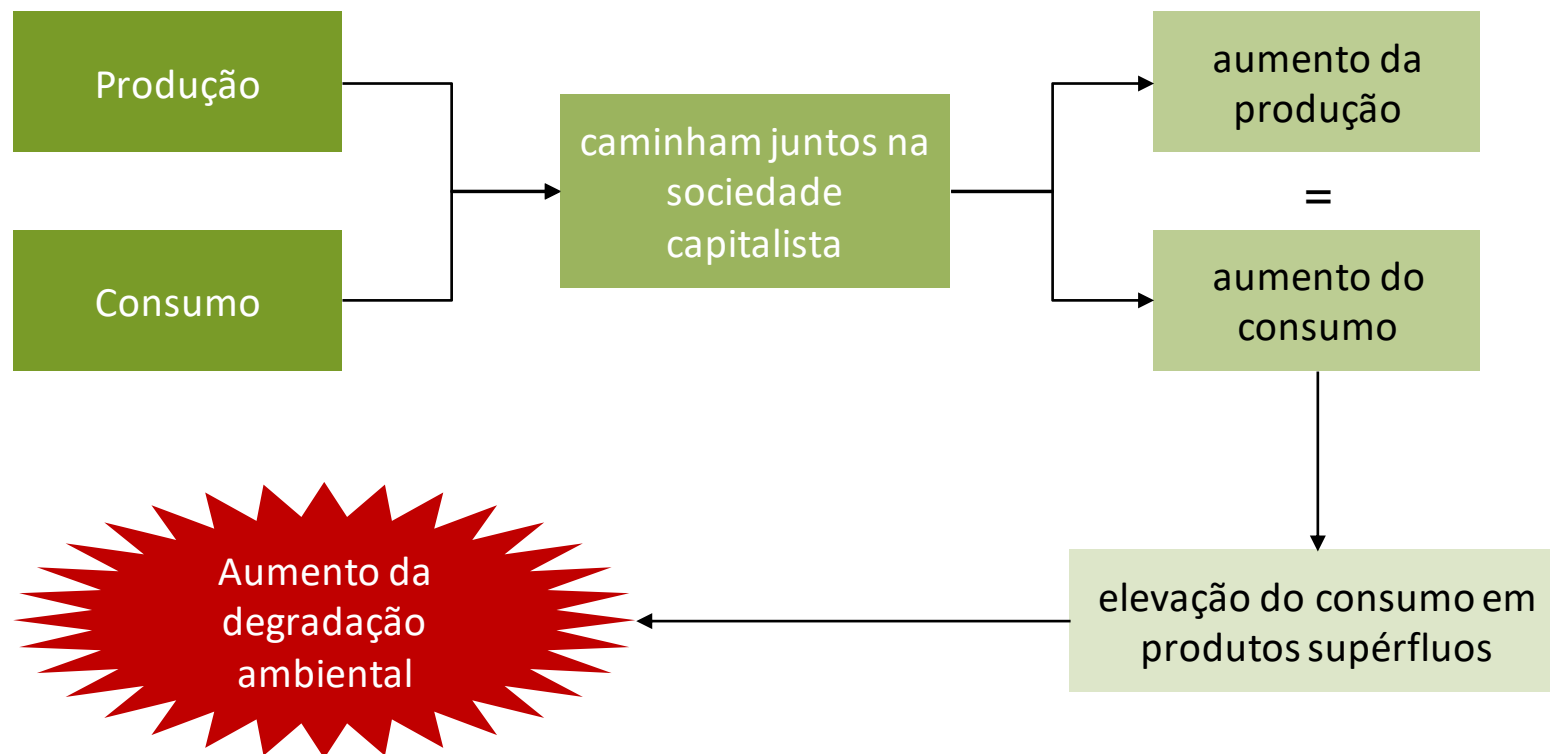 Produção
Consumo
caminham juntos na
sociedade
capitalista
aumento da
produção
=
aumento do
consumo
elevação do consumo em
produtos supérfluos
Aumento da
degradação
ambiental